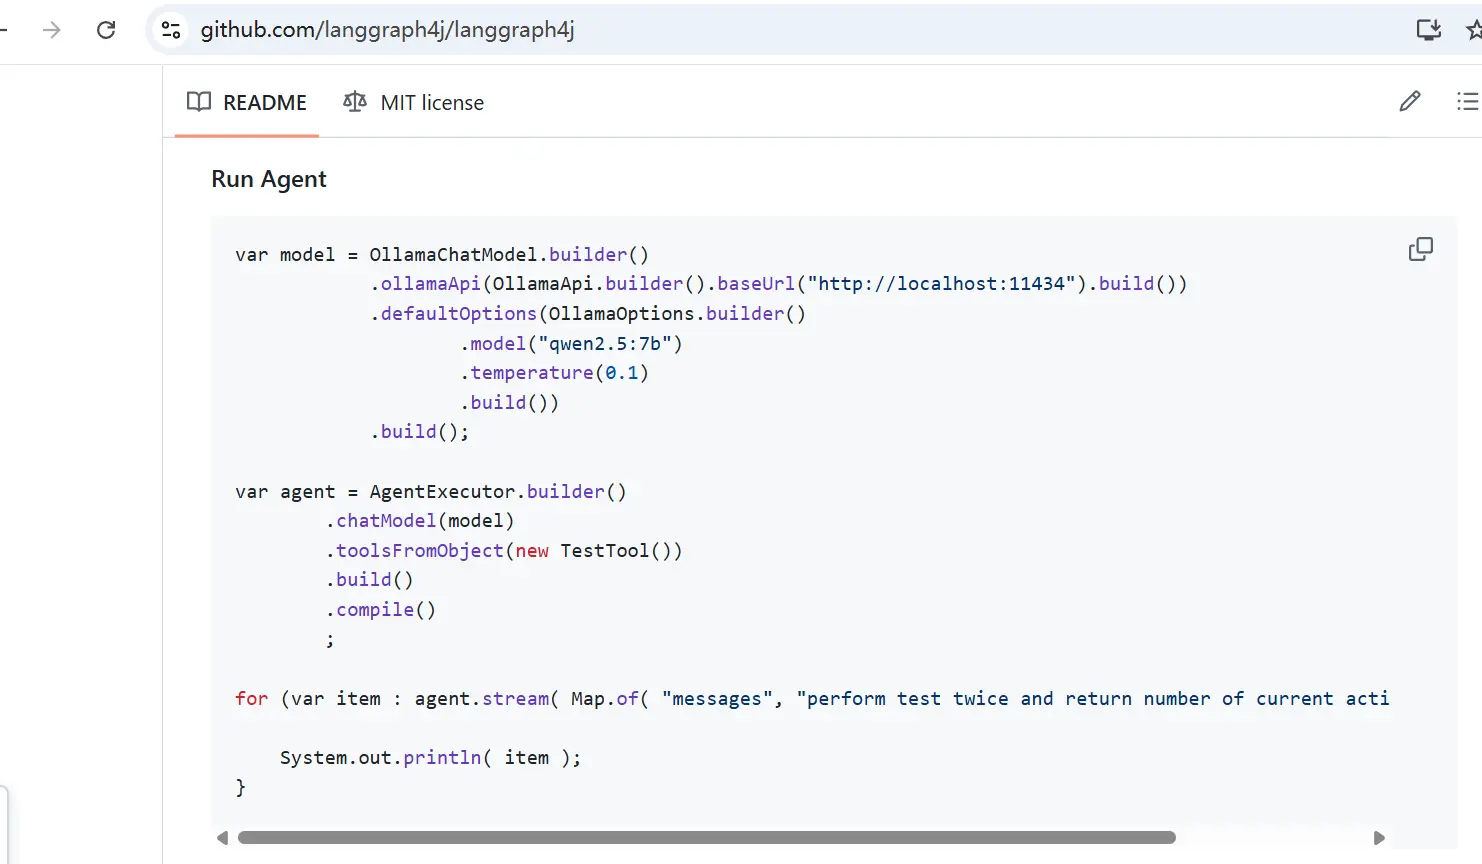 github.com/langgraph4j/langgraph4j
README MIT license
Run Agent
var model = OllamaChatModel.builder()
.ollamaApi(OllamaApi.builder().baseUrl("http://localhost:11434").build())
.defaultOptions(OllamaOptions.builder()
.model("qwen2.5:7b")
.temperature(0.1)
.build())
.build();
var agent = AgentExecutor.builder()
.chatModel(model)
.toolsFromObject(new TestTool())
.build()
.compile()
;
for (var item : agent.stream( Map.of( "messages", "perform test twice and return number of current acti
System.out.println( item );
}